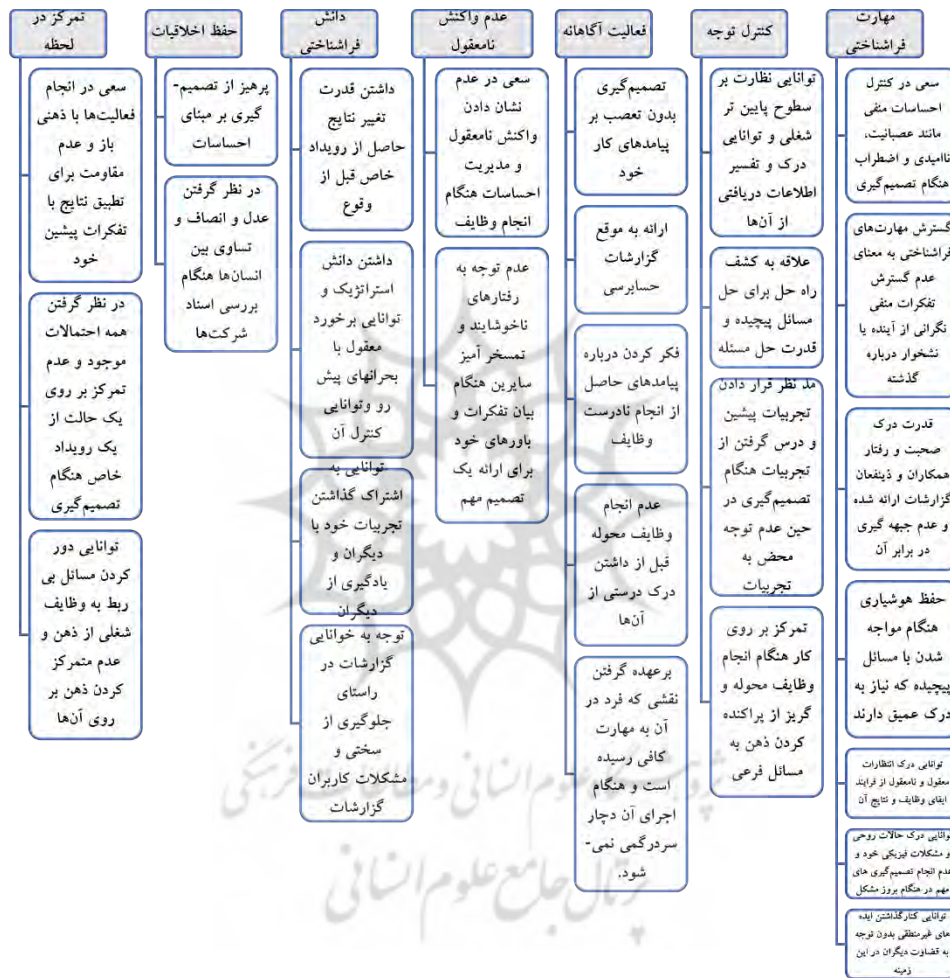 مهارت
فراشناختی
سعی در کنترل
احساسات منفی
مانند عصبانیت،
ناامیدی و اضطراب
هنگام تصمیم‌گیری
گسترش مهارت‌های
فراشناختی به معنای
عدم گسترش
تفکرات منفی
نگرانی از آینده یا
نشخوار درباره
گذشته
قدرت درک
صحبت و رفتار
همکاران و ذینفعان
گزارشات ارائه شده
و عدم جبهه گیری
در برابر آن
حفظ هوشیاری
هنگام مواجه
شدن با مسائل
پیچیده که نیاز به
درک عمیق دارند
توانایی درک انتظارات
معقول و نامعقول از فرایند
ایفای وظایف و نتایج آن
توانایی درک حالات روحی
و مشکلات فیزیکی خود و
عدم انجام تصمیم‌گیری های
مهم در هنگام بروز مشکل
توانایی کنارگذاشتن ایده
های غیرمنطقی بدون توجه
به قضاوت دیگران در این
زمینه
کنترل توجه
توانایی نظارت بر
سطوح پایین تر
شغلی و توانایی
درک و تفسیر
اطلاعات دریافتی
از آن‌ها
علاقه به کشف
راه حل برای حل
مسائل پیچیده و
قدرت حل مسئله
مد نظر قرار دادن
تجربیات پیشین
و درس گرفتن از
تجربیات هنگام
تصمیم‌گیری در
حین عدم توجه
محض به
تجربیات
تمرکز بر روی
کار هنگام انجام
وظایف محوله و
گریز از پراکنده
کردن ذهن به
مسائل فرعی
فعالیت آگاهانه
تصمیم‌گیری
بدون تعصب بر
پیامدهای کار
خود
ارائه به موقع
گزارشات
حسابرسی
فکر کردن درباره
پیامدهای حاصل
از انجام نادرست
وظایف
عدم انجام
وظایف محوله
قبل از داشتن
درک درستی از
آن‌ها
برعهده گرفتن
نقشی که فرد در
آن به مهارت
کافی رسیده
است و هنگام
اجرای آن دچار
سردرگمی نمی-
شود.
عدم واکنش
نامعقول
سعی در عدم
نشان دادن
واکنش نامعقول
و مدیریت
احساسات هنگام
انجام وظایف
عدم توجه به
رفتارهای
ناخوشایند و
تمسخر آمیز
سایرین هنگام
بیان تفکرات و
باورهای خود
برای ارائه یک
تصمیم مهم
دانش
فراشناختی
داشتن قدرت
تغییر نتایج
حاصل از رویداد
خاص قبل از
وقوع
داشتن دانش
استراتژیک و
توانایی برخورد
معقول با
بحرانهای پیش
رو وتوانایی
کنترل آن
توانایی به
اشتراک گذاشتن
تجربیات خود با
دیگران و
یادگیری از
دیگران
توجه به خوانایی
گزارشات در
راستای
جلوگیری از
سختی و
مشکلات کاربران
گزارشات
حفظ اخلاقیات
پرهیز از تصمیم-
گیری بر مبنای
احساسات
در نظر گرفتن
عدل و انصاف و
تساوی بین
انسان‌ها هنگام
بررسی اسناد
شرکت‌ها
تمرکز در
لحظه
سعی در انجام
فعالیت‌ها با ذهنی
باز و عدم
مقاومت برای
تطبیق نتایج با
تفکرات پیشین
خود
در نظر گرفتن
همه احتمالات
موجود و عدم
تمرکز بر روی
یک حالت از
یک رویداد
خاص هنگام
تصمیم‌گیری
توانایی دور
کردن مسائل بی
ربط به وظایف
شغلی از ذهن و
عدم متمرکز
کردن ذهن بر
روی آن‌ها
پژوهشگاه علوم انسانی و مطالعات فرهنگی
پرتال جامع علوم انسانی